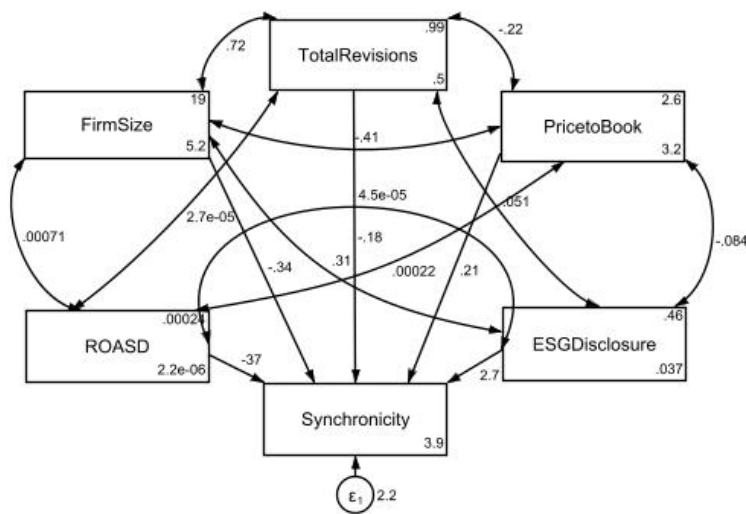 .99
-.22
.72
TotalRevisions
.5
19
2.6
FirmSize
PricetoBook
-.41
5.2
3.2
4.5e-05
.051
2.7e-05
-.18
.00071
-.084
.31
-.34
.00022
.21
.00024
.46
ROASD
ESGDisclosure
2.2e-06
-37
2.7
.037
Synchronicity
3.9
ε1
2.2